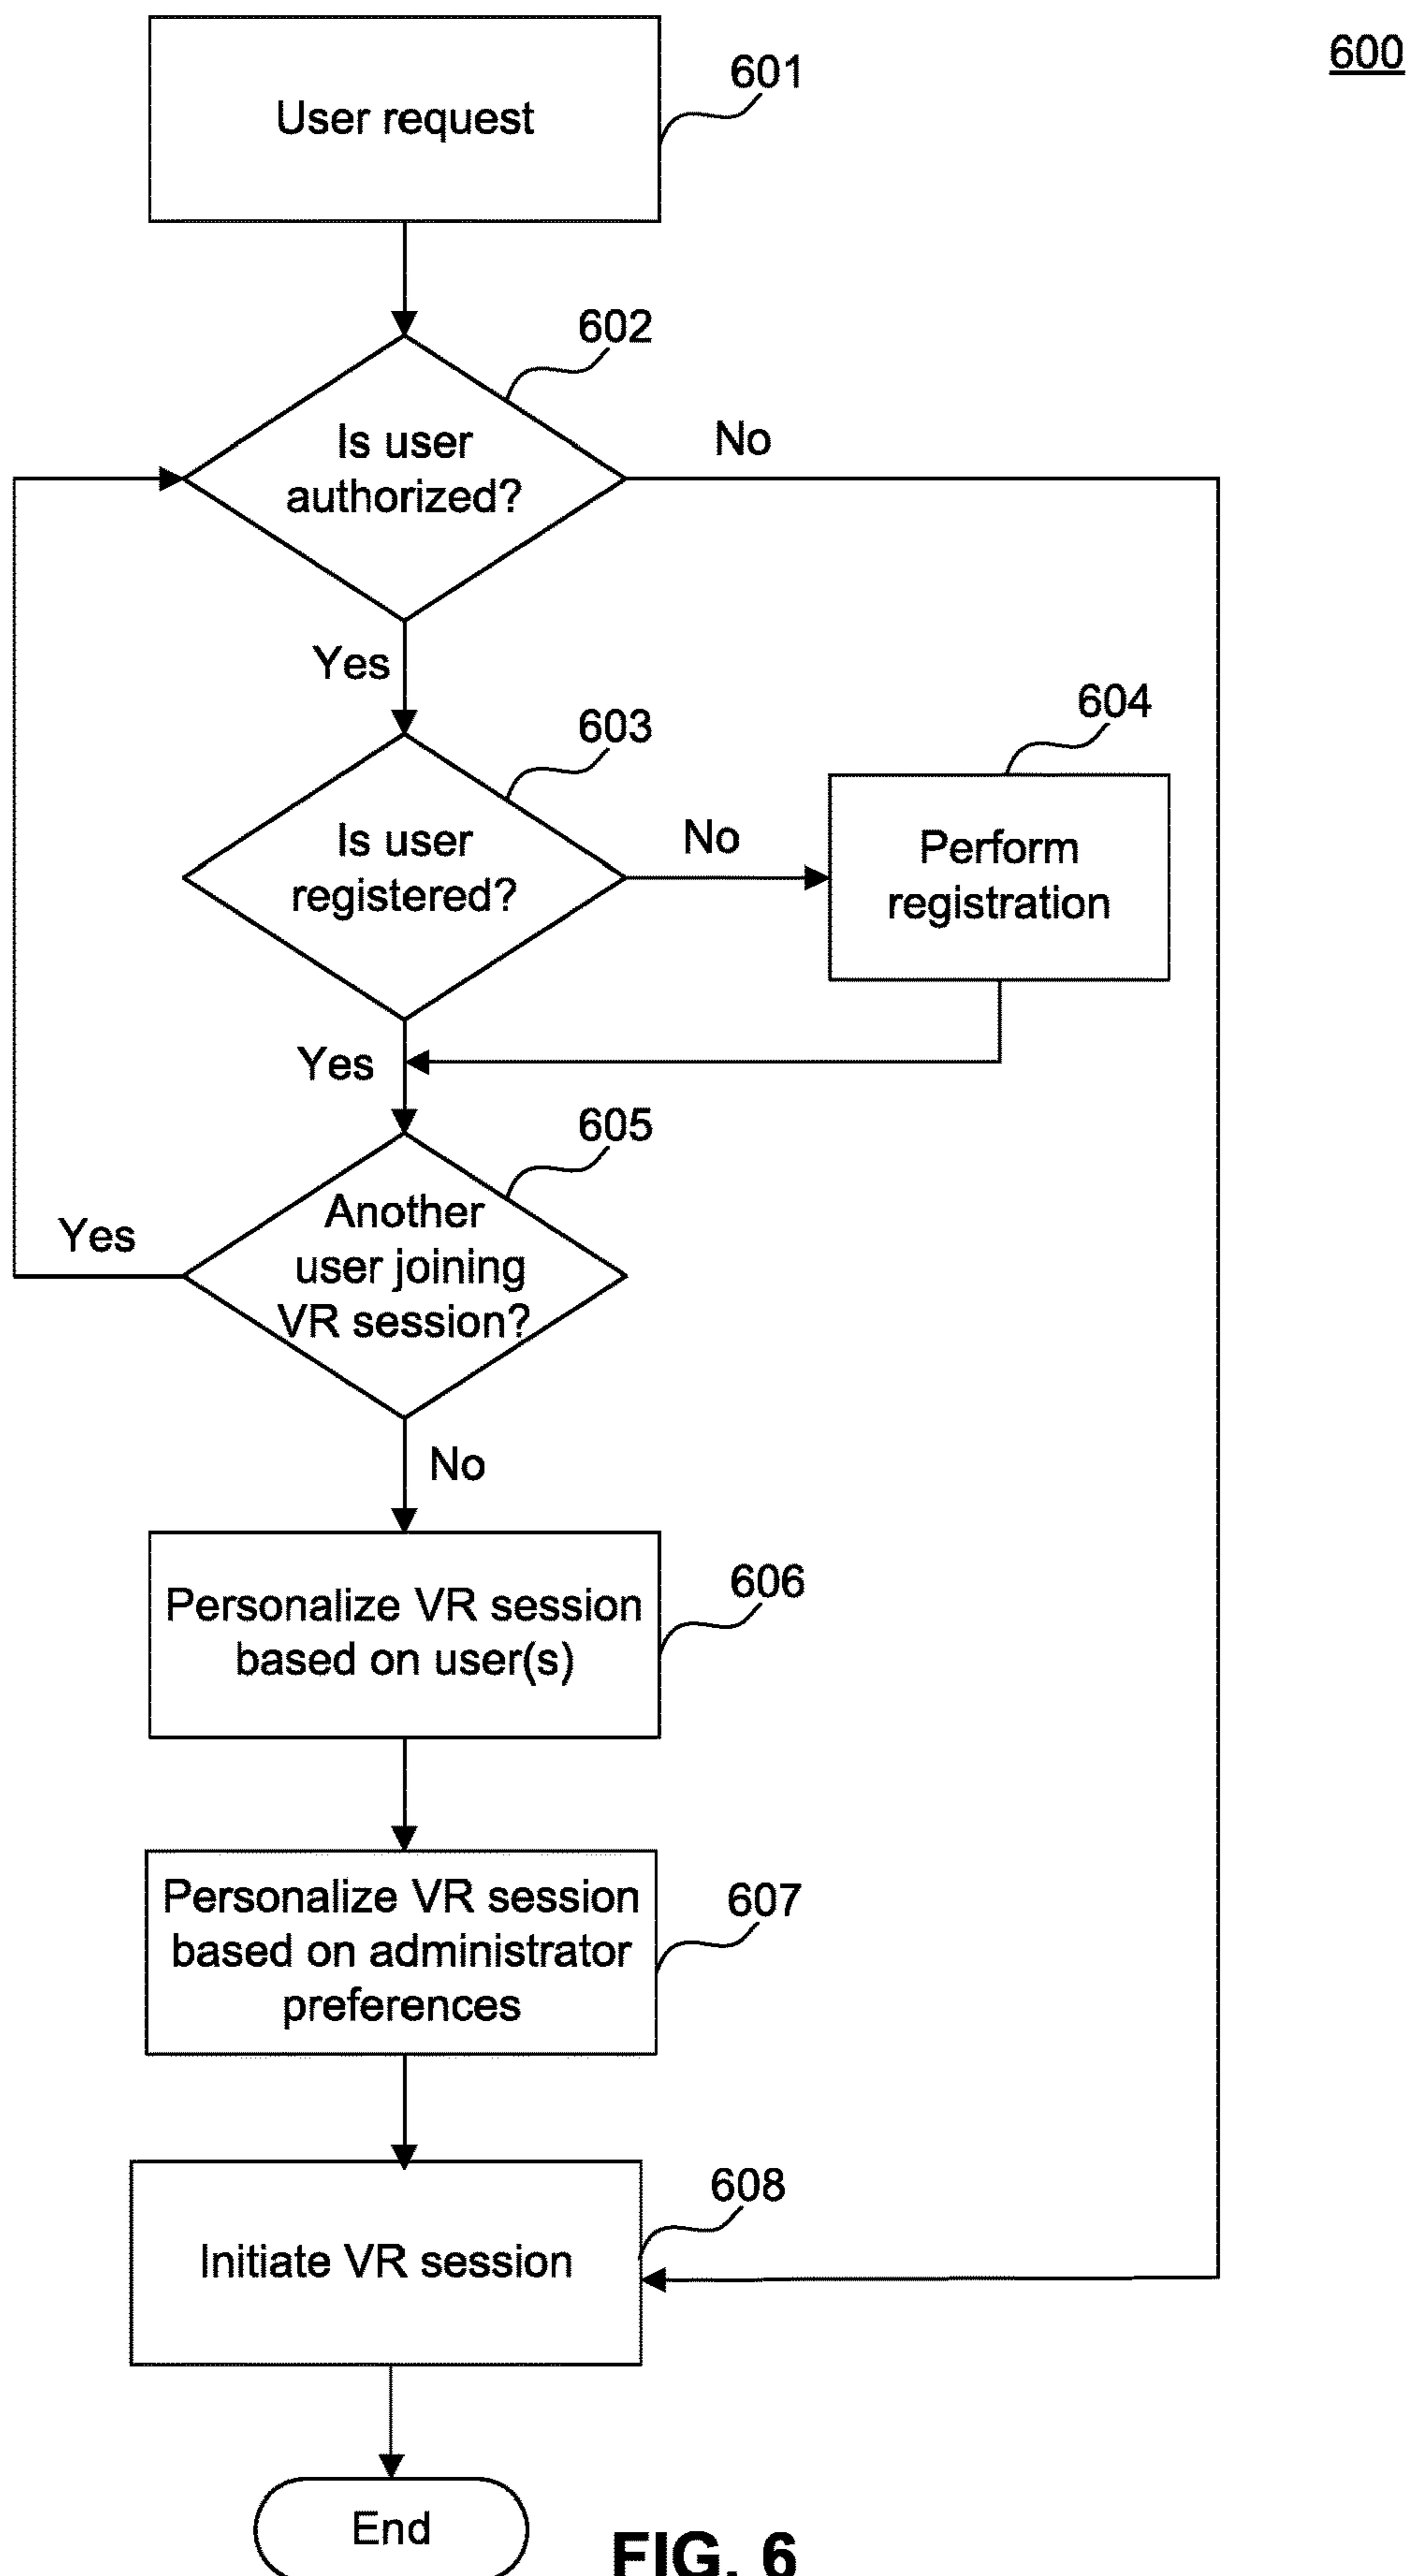 600
User request
601
602
Is user
authorized?
No
Yes
603
Is user
registered?
No
604
Perform
registration
Yes
605
Another
user joining
VR session?
Yes
No
Personalize VR session
based on user(s)
606
Personalize VR session
based on administrator
preferences
607
608
Initiate VR session
End
FIG. 6